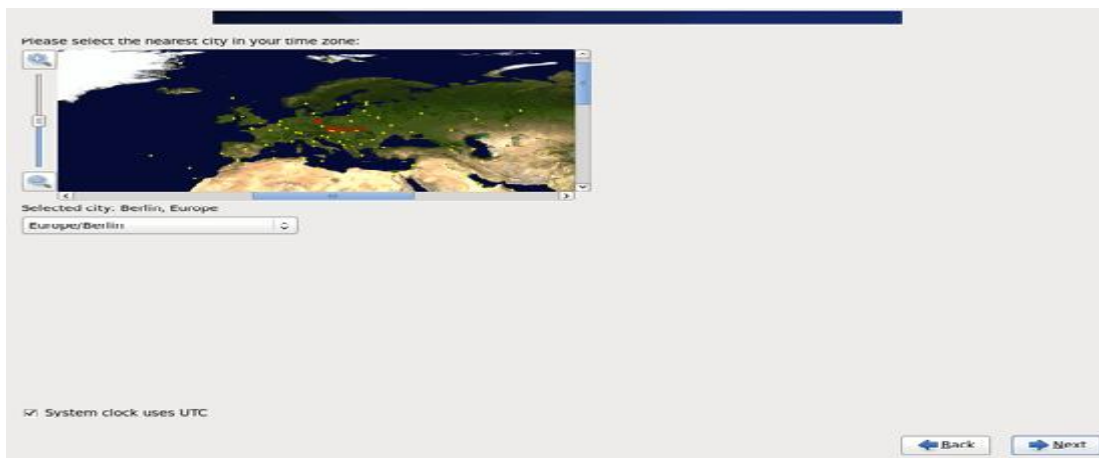 Please select the nearest city in your time zone:
Selected city: Berlin, Europe
Europe/Berlin
System clock uses UTC
Back
Next